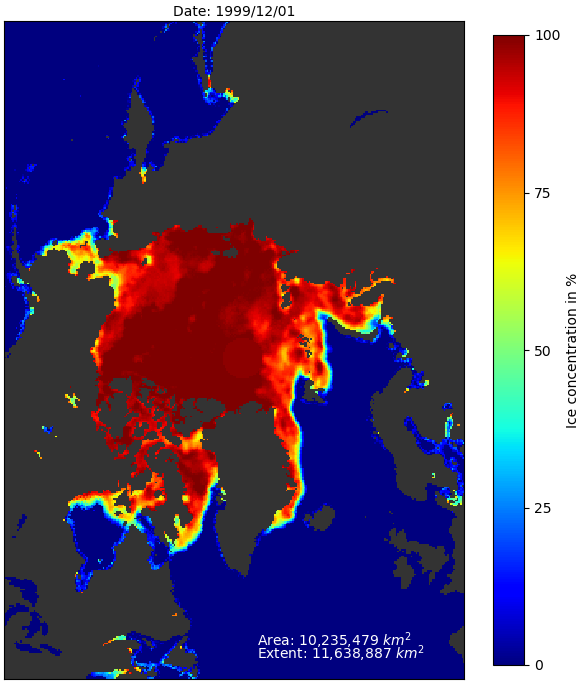 Date: 1999/12/01
100
75
50
25
0
Ice concentration in %
Area: 10,235,479 km²
Extent: 11,638,887 km²